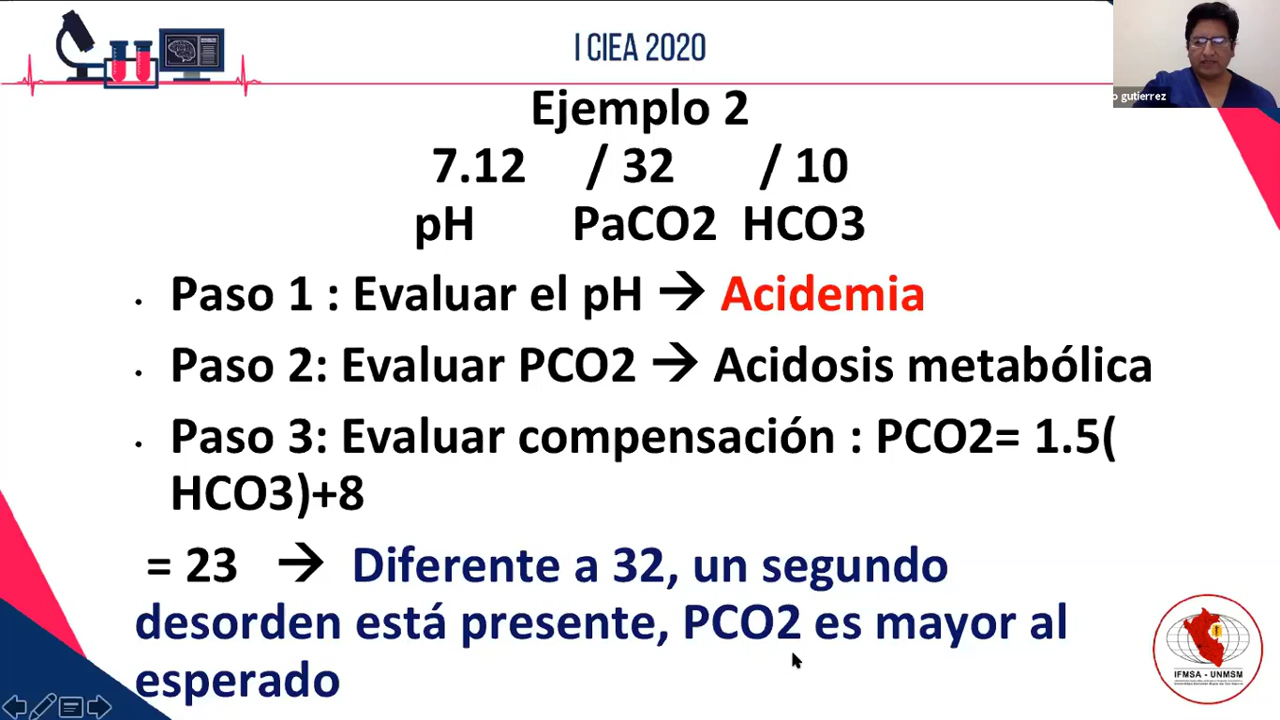 I CIEA 2020
o gutierrez
Ejemplo 2
7.12 / 32 / 10
pH PaCO2 HCO3
• Paso 1 : Evaluar el pH → Acidemia
• Paso 2: Evaluar PCO2 → Acidosis metabólica
• Paso 3: Evaluar compensación : PCO2= 1.5(
HCO3)+8
= 23 → Diferente a 32, un segundo
desorden está presente, PCO2 es mayor al
esperado
IFMSA - UNMSM